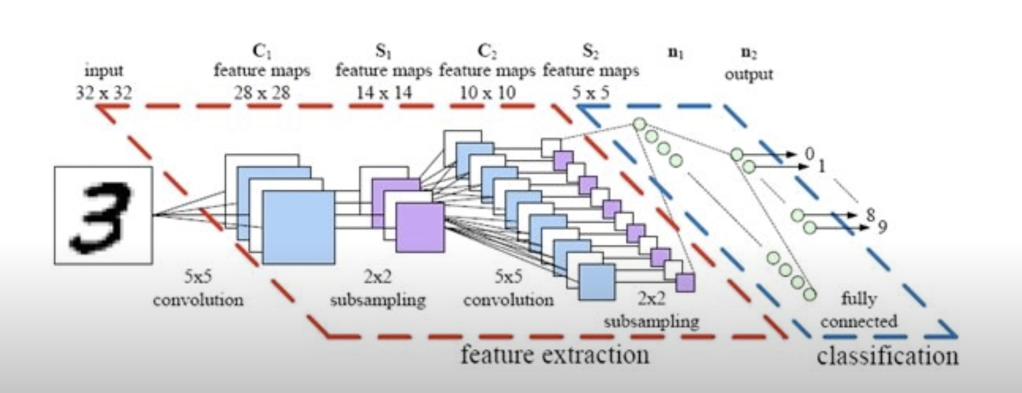 input
32 x 32
C1
feature maps
28 x 28
S1
feature maps
14 x 14
C2
feature maps
10 x 10
S2
feature maps
5 x 5
n1
n2
output
3
0
1
8
9
5x5
convolution
2x2
subsampling
5x5
convolution
2x2
subsampling
fully
connected
feature extraction
classification